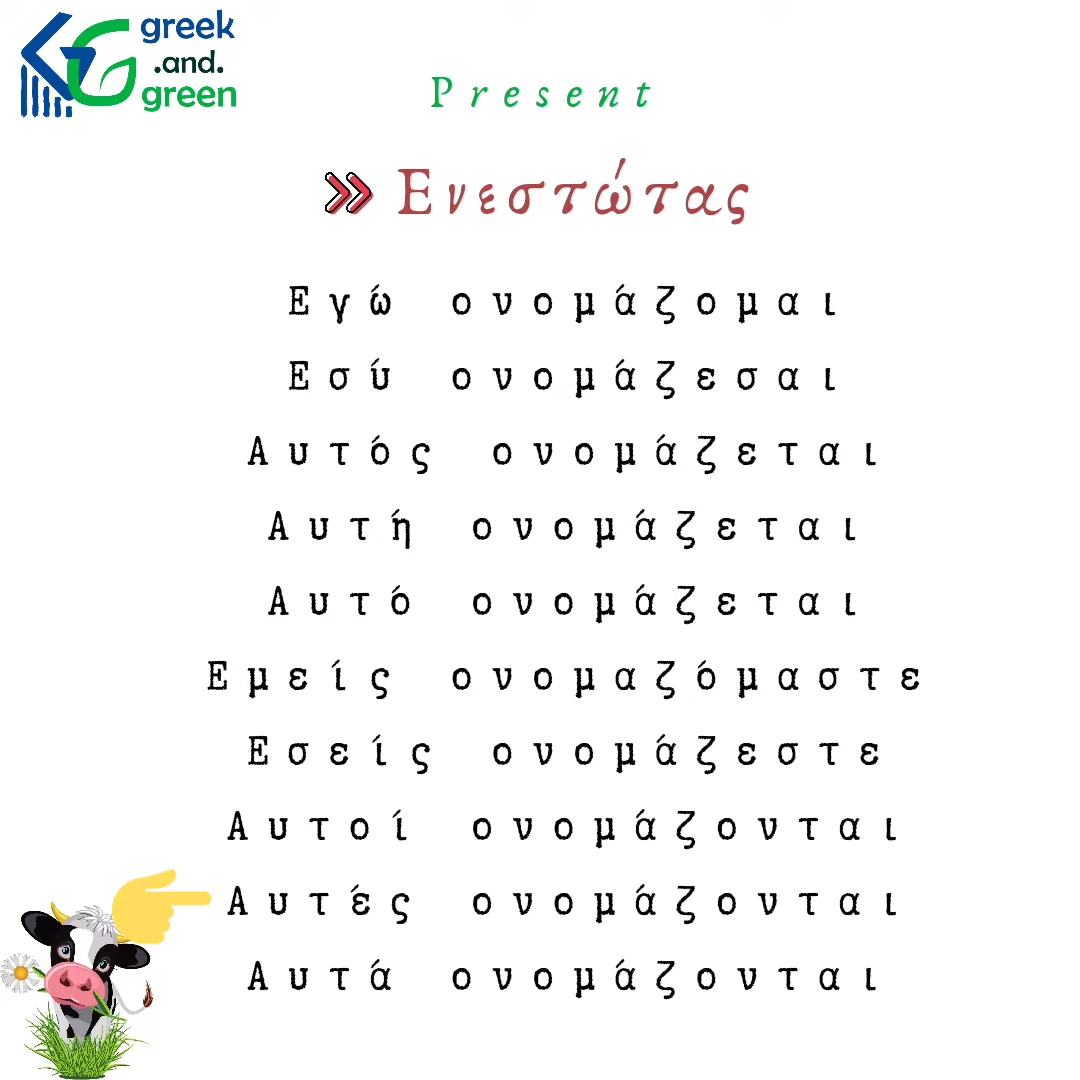 greek
.and.
green
Present
Ενεστώτας
Εγώ ονομάζομαι
Εσύ ονομάζεσαι
Αυτός ονομάζεται
Αυτή ονομάζεται
Αυτό ονομάζεται
Εμείς ονομαζόμαστε
Εσείς ονομάζεστε
Αυτοί ονομάζονται
Αυτές ονομάζονται
Αυτά ονομάζονται